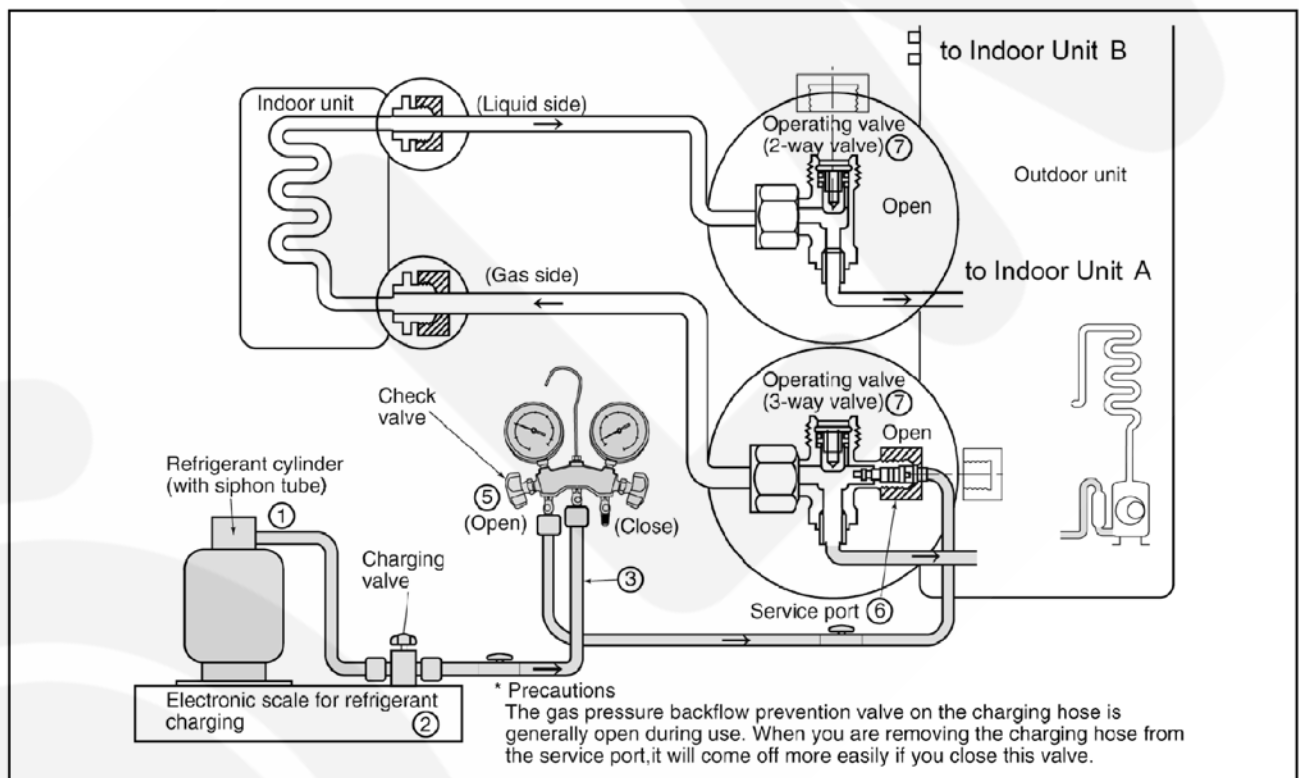 to Indoor Unit B
Indoor unit
(Liquid side)
Operating valve
(2-way valve) ⑦
Open
Outdoor unit
to Indoor Unit A
(Gas side)
Operating valve
(3-way valve) ⑦
Open
Check
valve
Refrigerant cylinder
(with siphon tube)
①
⑤
(Open)
(Close)
Charging
valve
③
Service port ⑥
Electronic scale for refrigerant
charging ②
* Precautions
The gas pressure backflow prevention valve on the charging hose is
generally open during use. When you are removing the charging hose from
the service port,it will come off more easily if you close this valve.